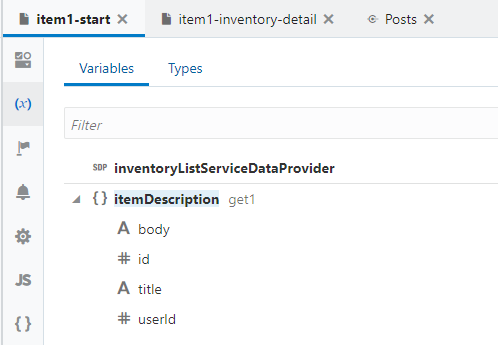 item1-start item1-inventory-detail Posts
Variables Types
(x)
Filter
SDP inventoryListServiceDataProvider
{ } itemDescription get1
A body
# id
A title
JS
# userId
{ }